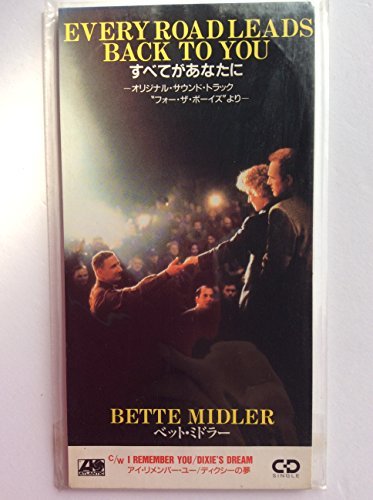 EVERY ROAD LEADS
BACK TO YOU
すべてがあなたに
—オリジナル・サウンド・トラック
"フォー・ザ・ボーイズ"より—
BETTE MIDLER
ベット・ミドラー
C/W I REMEMBER YOU/DIXIE'S DREAM
アイ・リメンバー・ユー/ディクシーの夢
ATLANTIC
CD
SINGLE